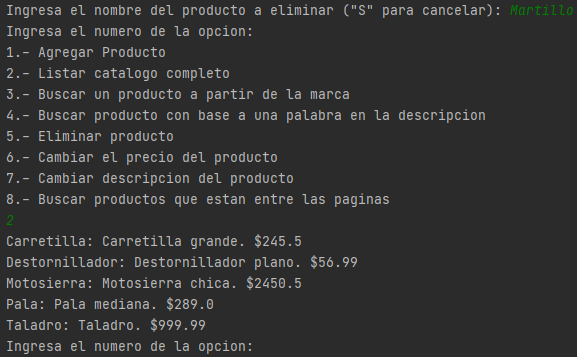 Ingresa el nombre del producto a eliminar ("S" para cancelar): Martillo
Ingresa el numero de la opcion:
1.- Agregar Producto
2.- Listar catalogo completo
3.- Buscar un producto a partir de la marca
4.- Buscar producto con base a una palabra en la descripcion
5.- Eliminar producto
6.- Cambiar el precio del producto
7.- Cambiar descripcion del producto
8.- Buscar productos que estan entre las paginas
2
Carretilla: Carretilla grande. $245.5
Destornillador: Destornillador plano. $56.99
Motosierra: Motosierra chica. $2450.5
Pala: Pala mediana. $289.0
Taladro: Taladro. $999.99
Ingresa el numero de la opcion: